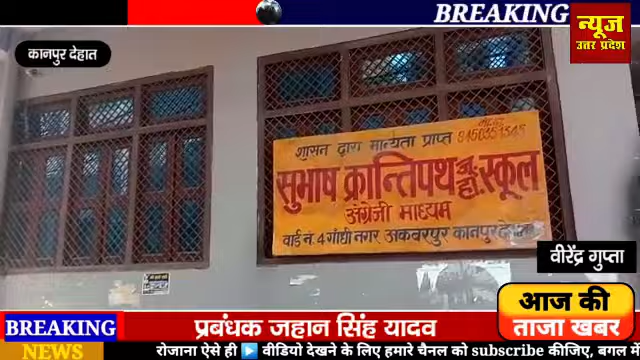 BREAKING
न्यूज
उत्तर प्रदेश
कानपुर देहात
शासन द्वारा मान्यता प्राप्त
सुभाष क्रान्तिपथ जू. हा. स्कूल
अंग्रेजी माध्यम
वार्ड नं. 4 गाँधी नगर अकबरपुर कानपुर देहात
वीरेंद्र गुप्ता
आज की
ताजा खबर
BREAKING
NEWS
प्रबंधक जहान सिंह यादव
रोजाना ऐसे ही ▶ वीडियो देखने के लिए हमारे चैनल को subscribe कीजिए, बगल में